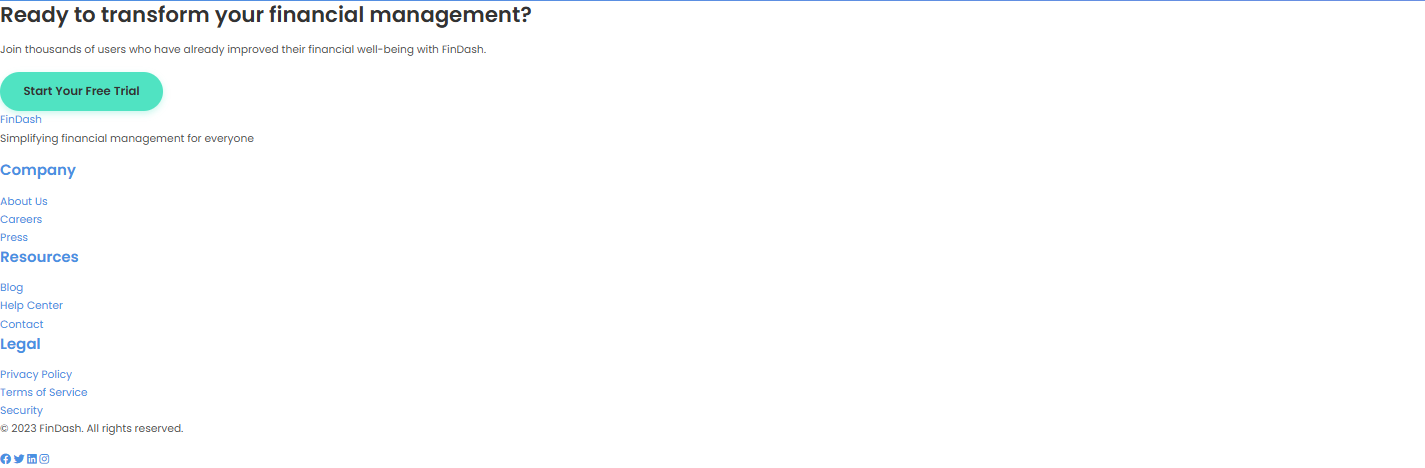 Ready to transform your financial management?
Join thousands of users who have already improved their financial well-being with FinDash.
Start Your Free Trial
FinDash
Simplifying financial management for everyone
Company
About Us
Careers
Press
Resources
Blog
Help Center
Contact
Legal
Privacy Policy
Terms of Service
Security
© 2023 FinDash. All rights reserved.